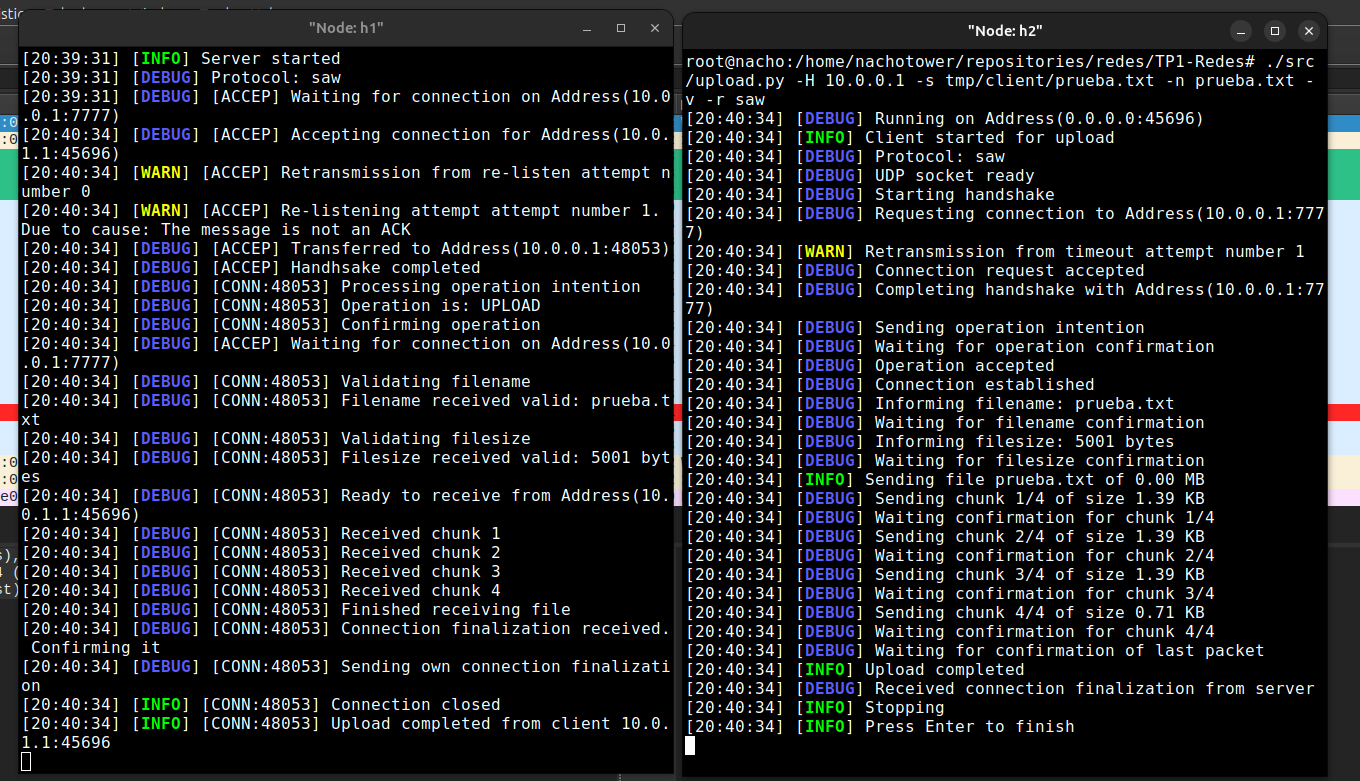 stic
"Node: h1"
[20:39:31] [INFO] Server started
[20:39:31] [DEBUG] Protocol: saw
[20:39:31] [DEBUG] [ACCEP] Waiting for connection on Address(10.0
.0.1:7777)
[20:40:34] [DEBUG] [ACCEP] Accepting connection for Address(10.0.
1.1:45696)
[20:40:34] [WARN] [ACCEP] Retransmission from re-listen attempt n
umber 0
[20:40:34] [WARN] [ACCEP] Re-listening attempt attempt number 1.
Due to cause: The message is not an ACK
[20:40:34] [DEBUG] [ACCEP] Transferred to Address(10.0.0.1:48053)
[20:40:34] [DEBUG] [ACCEP] Handhsake completed
[20:40:34] [DEBUG] [CONN:48053] Processing operation intention
[20:40:34] [DEBUG] [CONN:48053] Operation is: UPLOAD
[20:40:34] [DEBUG] [CONN:48053] Confirming operation
[20:40:34] [DEBUG] [ACCEP] Waiting for connection on Address(10.0
.0.1:7777)
[20:40:34] [DEBUG] [CONN:48053] Validating filename
[20:40:34] [DEBUG] [CONN:48053] Filename received valid: prueba.t
xt
[20:40:34] [DEBUG] [CONN:48053] Validating filesize
[20:40:34] [DEBUG] [CONN:48053] Filesize received valid: 5001 byt
es
[20:40:34] [DEBUG] [CONN:48053] Ready to receive from Address(10.
0.1.1:45696)
[20:40:34] [DEBUG] [CONN:48053] Received chunk 1
[20:40:34] [DEBUG] [CONN:48053] Received chunk 2
[20:40:34] [DEBUG] [CONN:48053] Received chunk 3
[20:40:34] [DEBUG] [CONN:48053] Received chunk 4
[20:40:34] [DEBUG] [CONN:48053] Finished receiving file
[20:40:34] [DEBUG] [CONN:48053] Connection finalization received.
 Confirming it
[20:40:34] [DEBUG] [CONN:48053] Sending own connection finalizati
on
[20:40:34] [INFO] [CONN:48053] Connection closed
[20:40:34] [INFO] [CONN:48053] Upload completed from client 10.0.
1.1:45696
"Node: h2"
root@nacho:/home/nachotower/repositories/redes/TP1-Redes# ./src
/upload.py -H 10.0.0.1 -s tmp/client/prueba.txt -n prueba.txt -
v -r saw
[20:40:34] [DEBUG] Running on Address(0.0.0.0:45696)
[20:40:34] [INFO] Client started for upload
[20:40:34] [DEBUG] Protocol: saw
[20:40:34] [DEBUG] UDP socket ready
[20:40:34] [DEBUG] Starting handshake
[20:40:34] [DEBUG] Requesting connection to Address(10.0.0.1:777
7)
[20:40:34] [WARN] Retransmission from timeout attempt number 1
[20:40:34] [DEBUG] Connection request accepted
[20:40:34] [DEBUG] Completing handshake with Address(10.0.0.1:77
77)
[20:40:34] [DEBUG] Sending operation intention
[20:40:34] [DEBUG] Waiting for operation confirmation
[20:40:34] [DEBUG] Operation accepted
[20:40:34] [DEBUG] Connection established
[20:40:34] [DEBUG] Informing filename: prueba.txt
[20:40:34] [DEBUG] Waiting for filename confirmation
[20:40:34] [DEBUG] Informing filesize: 5001 bytes
[20:40:34] [DEBUG] Waiting for filesize confirmation
[20:40:34] [INFO] Sending file prueba.txt of 0.00 MB
[20:40:34] [DEBUG] Sending chunk 1/4 of size 1.39 KB
[20:40:34] [DEBUG] Waiting confirmation for chunk 1/4
[20:40:34] [DEBUG] Sending chunk 2/4 of size 1.39 KB
[20:40:34] [DEBUG] Waiting confirmation for chunk 2/4
[20:40:34] [DEBUG] Sending chunk 3/4 of size 1.39 KB
[20:40:34] [DEBUG] Waiting confirmation for chunk 3/4
[20:40:34] [DEBUG] Sending chunk 4/4 of size 0.71 KB
[20:40:34] [DEBUG] Waiting confirmation for chunk 4/4
[20:40:34] [DEBUG] Waiting for confirmation of last packet
[20:40:34] [INFO] Upload completed
[20:40:34] [DEBUG] Received connection finalization from server
[20:40:34] [INFO] Stopping
[20:40:34] [INFO] Press Enter to finish